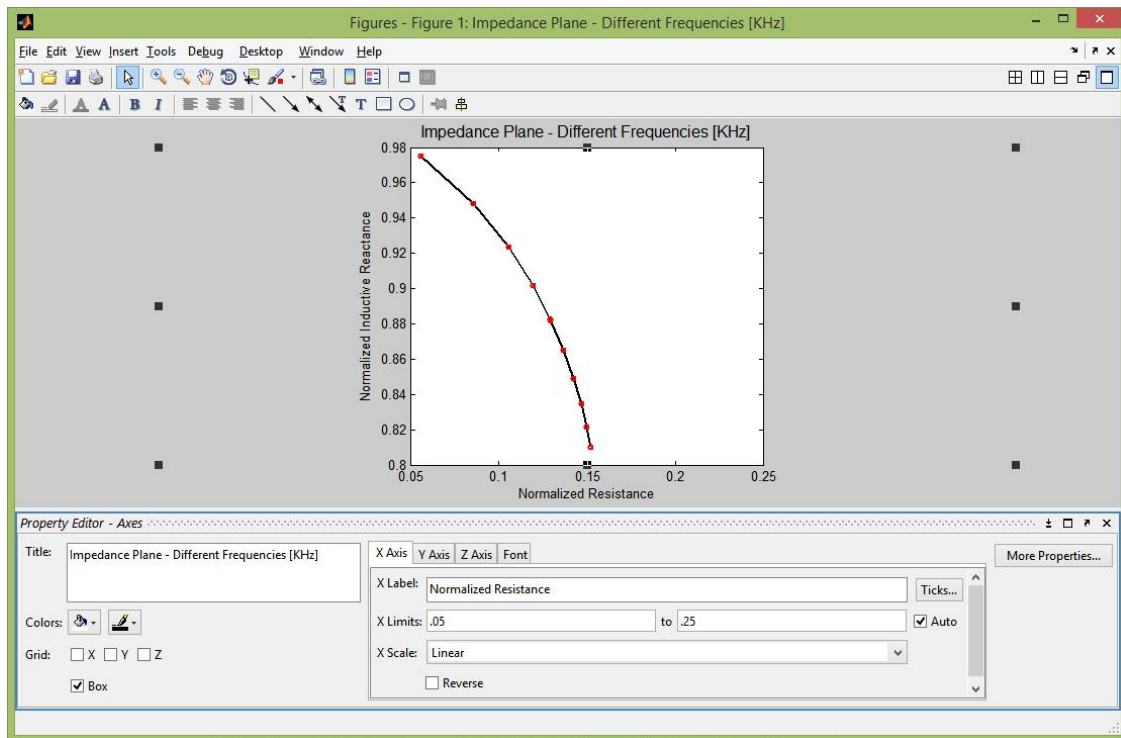 Figures - Figure 1: Impedance Plane - Different Frequencies [KHz]
File Edit View Insert Tools Debug Desktop Window Help
Impedance Plane - Different Frequencies [KHz]
Normalized Inductive Reactance
0.98
0.96
0.94
0.92
0.9
0.88
0.86
0.84
0.82
0.8
0.05 0.1 0.15 0.2 0.25
Normalized Resistance
Property Editor - Axes
Title: Impedance Plane - Different Frequencies [KHz]
Colors:
Grid: X Y Z
Box
X Axis Y Axis Z Axis Font
X Label: Normalized Resistance Ticks...
X Limits: .05 to .25 Auto
X Scale: Linear
Reverse
More Properties...